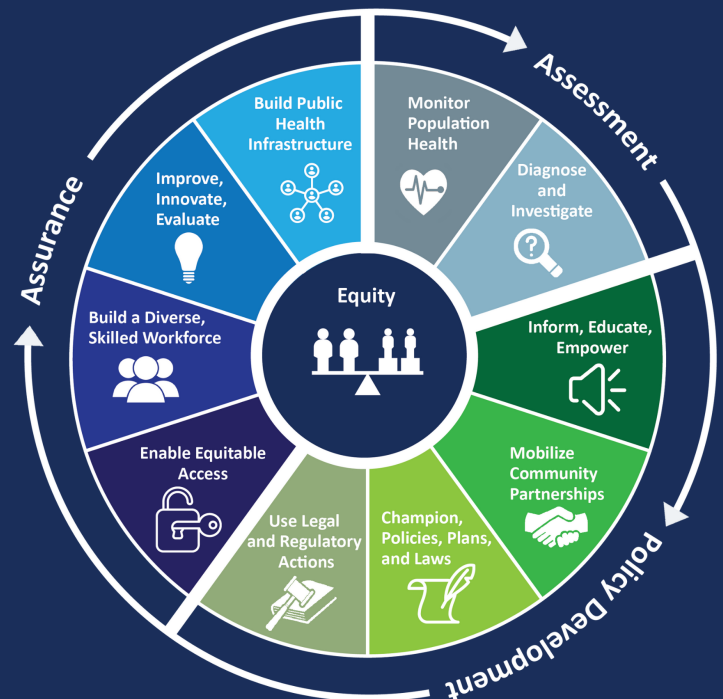 Assessment
Monitor
Population
Health
Diagnose
and
Investigate
Policy Development
Inform, Educate,
Empower
Mobilize
Community
Partnerships
Champion,
Policies, Plans,
and Laws
Use Legal
and Regulatory
Actions
Assurance
Enable Equitable
Access
Build a Diverse,
Skilled Workforce
Improve,
Innovate,
Evaluate
Build Public
Health
Infrastructure
Equity
?